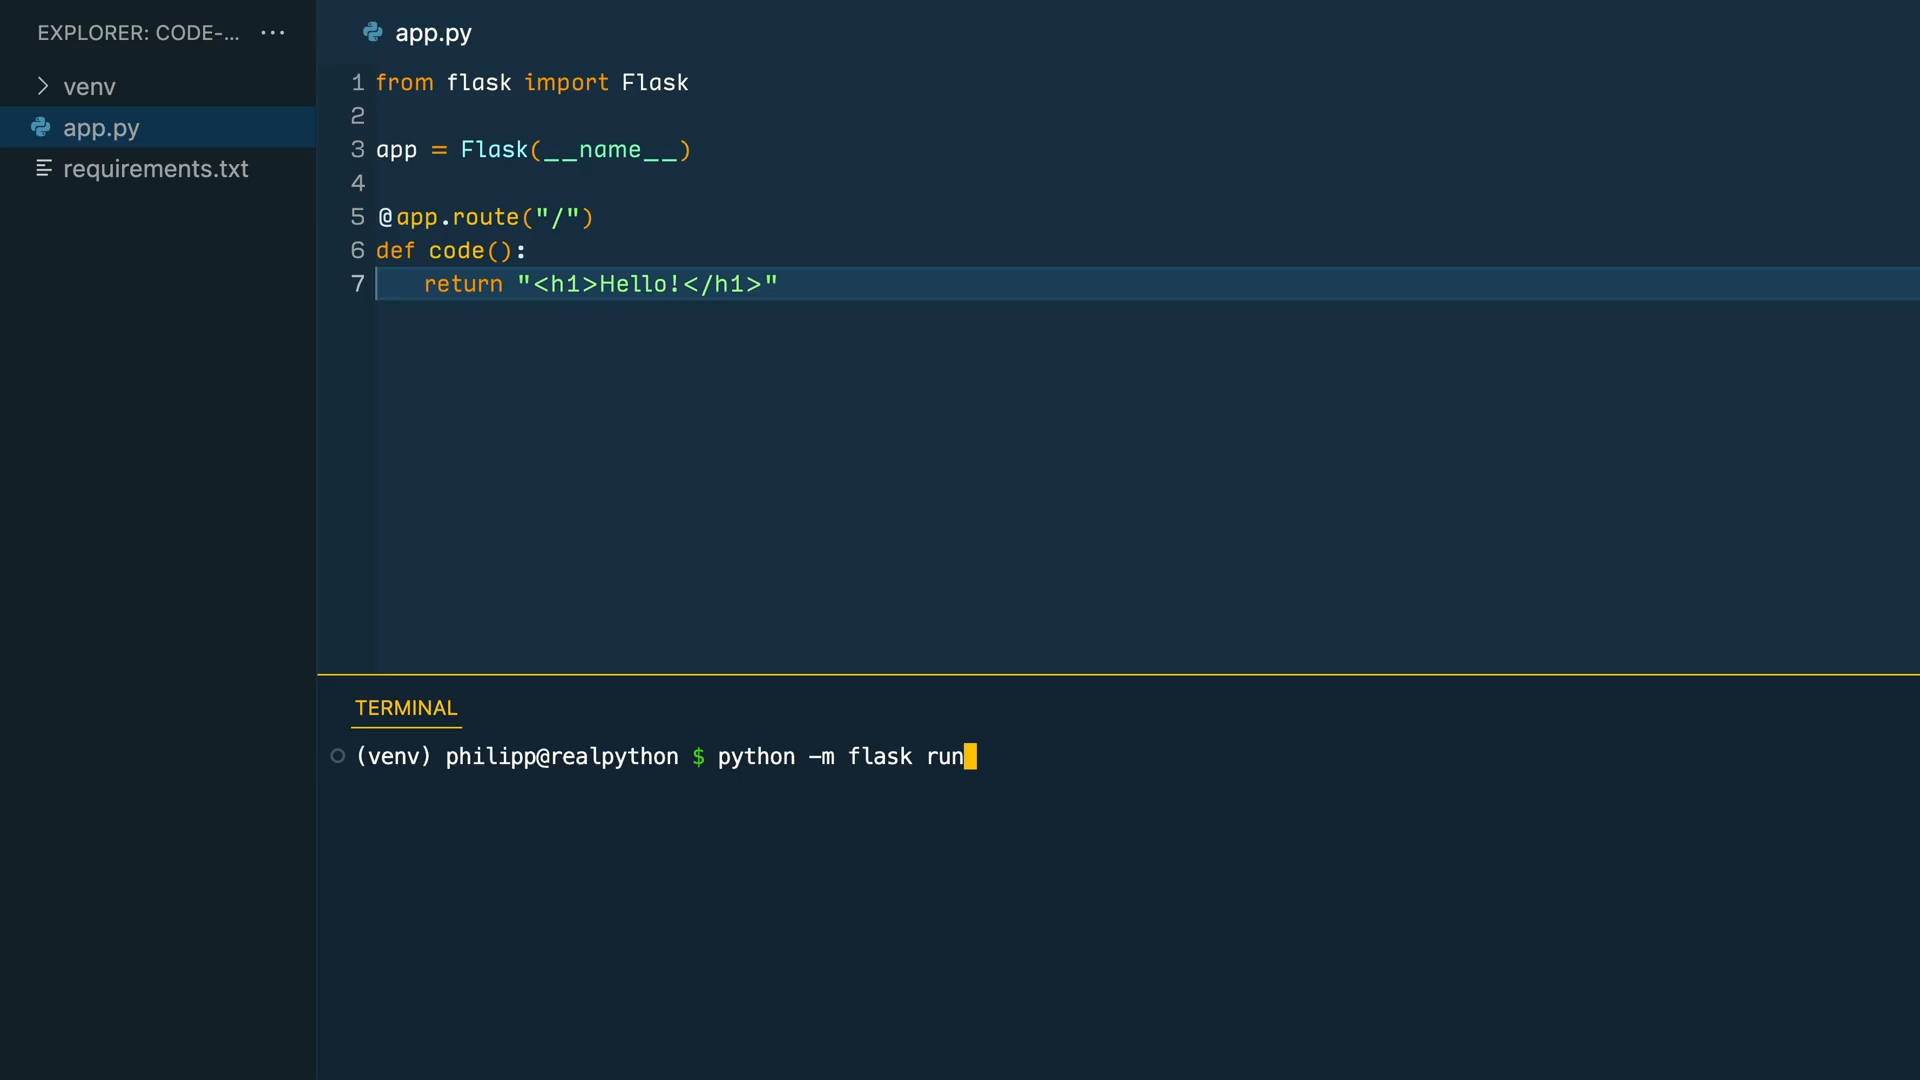 EXPLORER: CODE-... ···
venv
app.py
requirements.txt
app.py
1 from flask import Flask
2
3 app = Flask(__name__)
4
5 @app.route("/")
6 def code():
7     return "<h1>Hello!</h1>"
TERMINAL
(venv) philipp@realpython $ python -m flask run